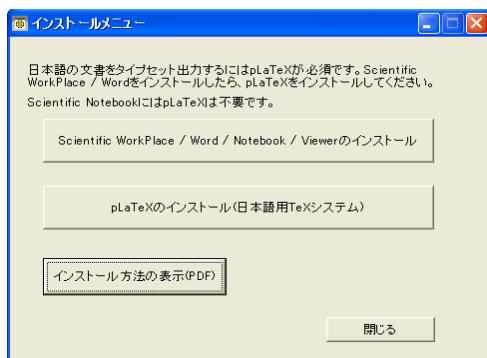 インストールメニュー
日本語の文書をタイプセット出力するにはpLaTeXが必須です。Scientific
WorkPlace / Wordをインストールしたら、pLaTeXをインストールしてください。
Scientific NotebookにはpLaTeXは不要です。
Scientific WorkPlace / Word / Notebook / Viewerのインストール
pLaTeXのインストール(日本語用TeXシステム)
インストール方法の表示(PDF)
閉じる